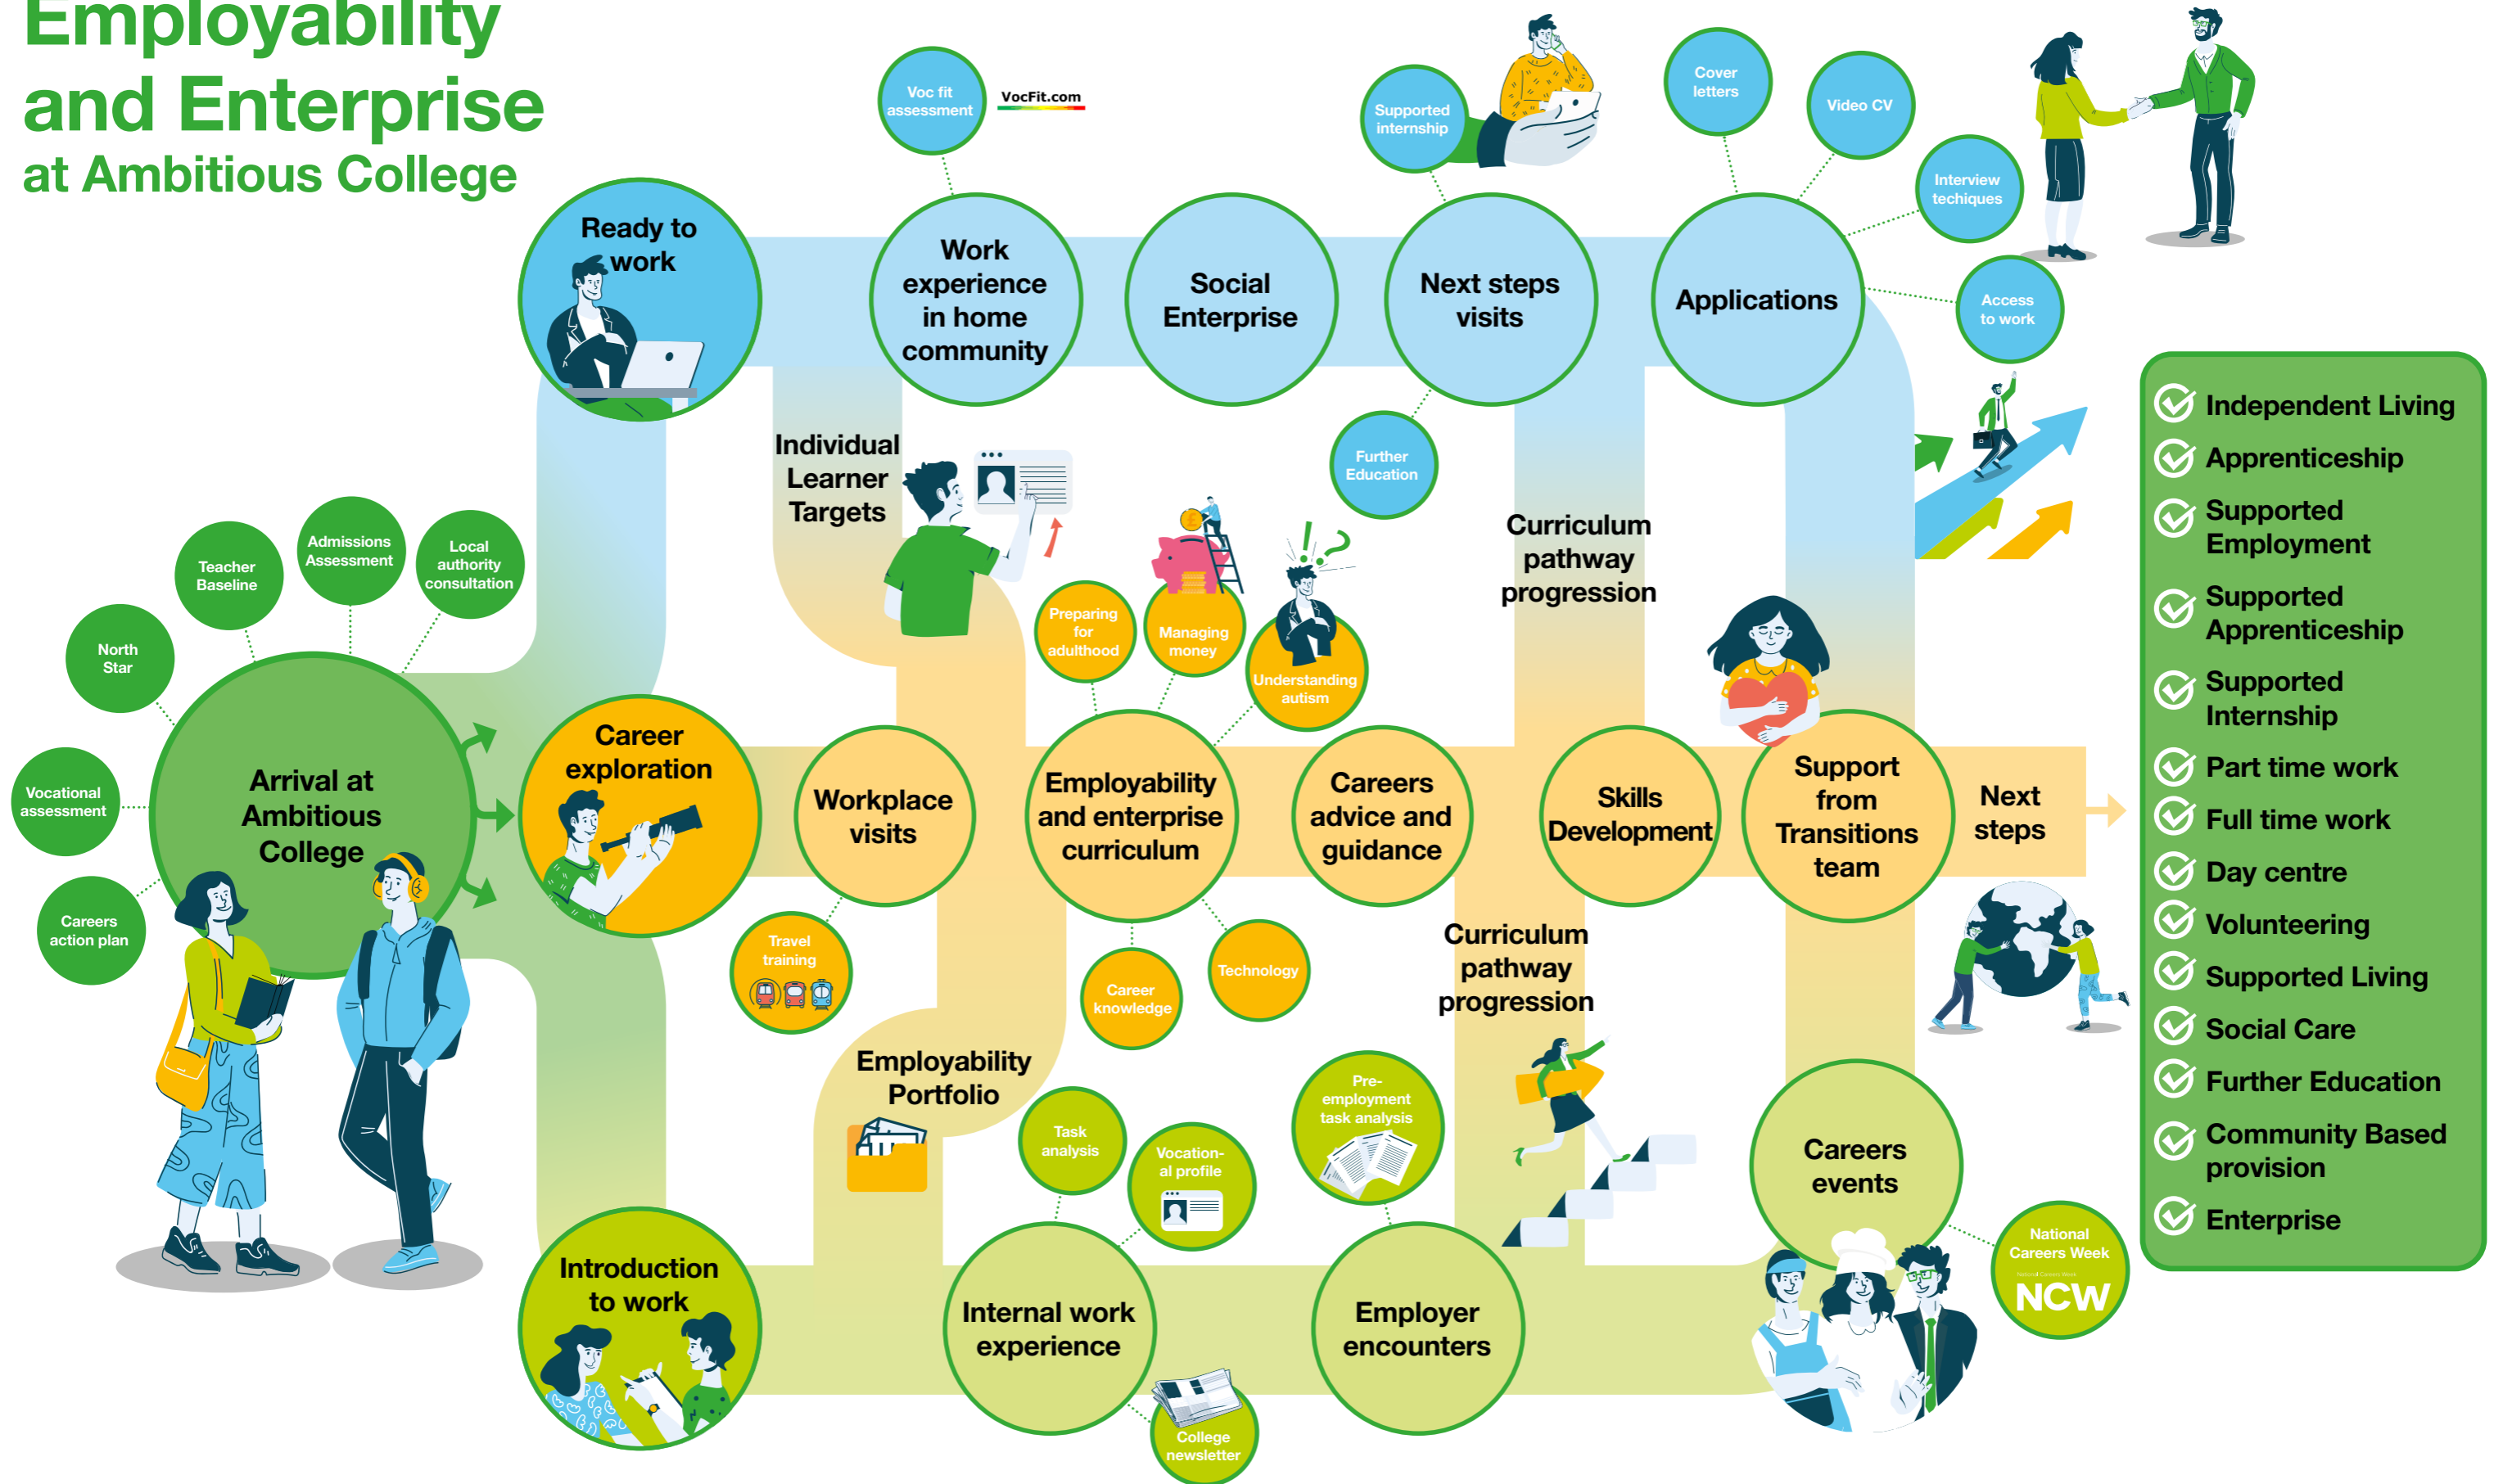 Employability
and Enterprise
at Ambitious College
Voc fit
assessment
VocFit.com
Supported
internship
Cover
letters
Video CV
Interview
techiques
Access
to work
Ready to
work
Work
experience
in home
community
Social
Enterprise
Next steps
visits
Applications
Further
Education
Individual
Learner
Targets
Curriculum
pathway
progression
Local
authority
consultation
Admissions
Assessment
Teacher
Baseline
North
Star
Vocational
assessment
Careers
action plan
Arrival at
Ambitious
College
Preparing
for
adulthood
£
Managing
money
Understanding
autism
Career
exploration
Workplace
visits
Employability
and enterprise
curriculum
Careers
advice and
guidance
Skills
Development
Support
from
Transitions
team
Next
steps
Travel
training
Career
knowledge
Technology
Curriculum
pathway
progression
Employability
Portfolio
Task
analysis
Vocation-
al profile
Pre-
employment
task analysis
Careers
events
National
Careers Week
National Careers Week
NCW
Introduction
to work
Internal work
experience
Employer
encounters
College
newsletter
Independent Living
Apprenticeship
Supported
Employment
Supported
Apprenticeship
Supported
Internship
Part time work
Full time work
Day centre
Volunteering
Supported Living
Social Care
Further Education
Community Based
provision
Enterprise